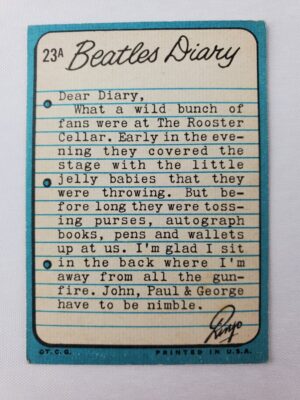 23A Beatles Diary
Dear Diary,
What a wild bunch of
fans were at The Rooster
Cellar. Early in the eve-
ning they covered the
stage with the little
jelly babies that they
were throwing. But be-
fore long they were toss-
ing purses, autograph
books, pens and wallets
up at us. I'm glad I sit
in the back where I'm
away from all the gun-
fire. John, Paul & George
have to be nimble.
Ringo
©T. C. G. PRINTED IN U.S.A.